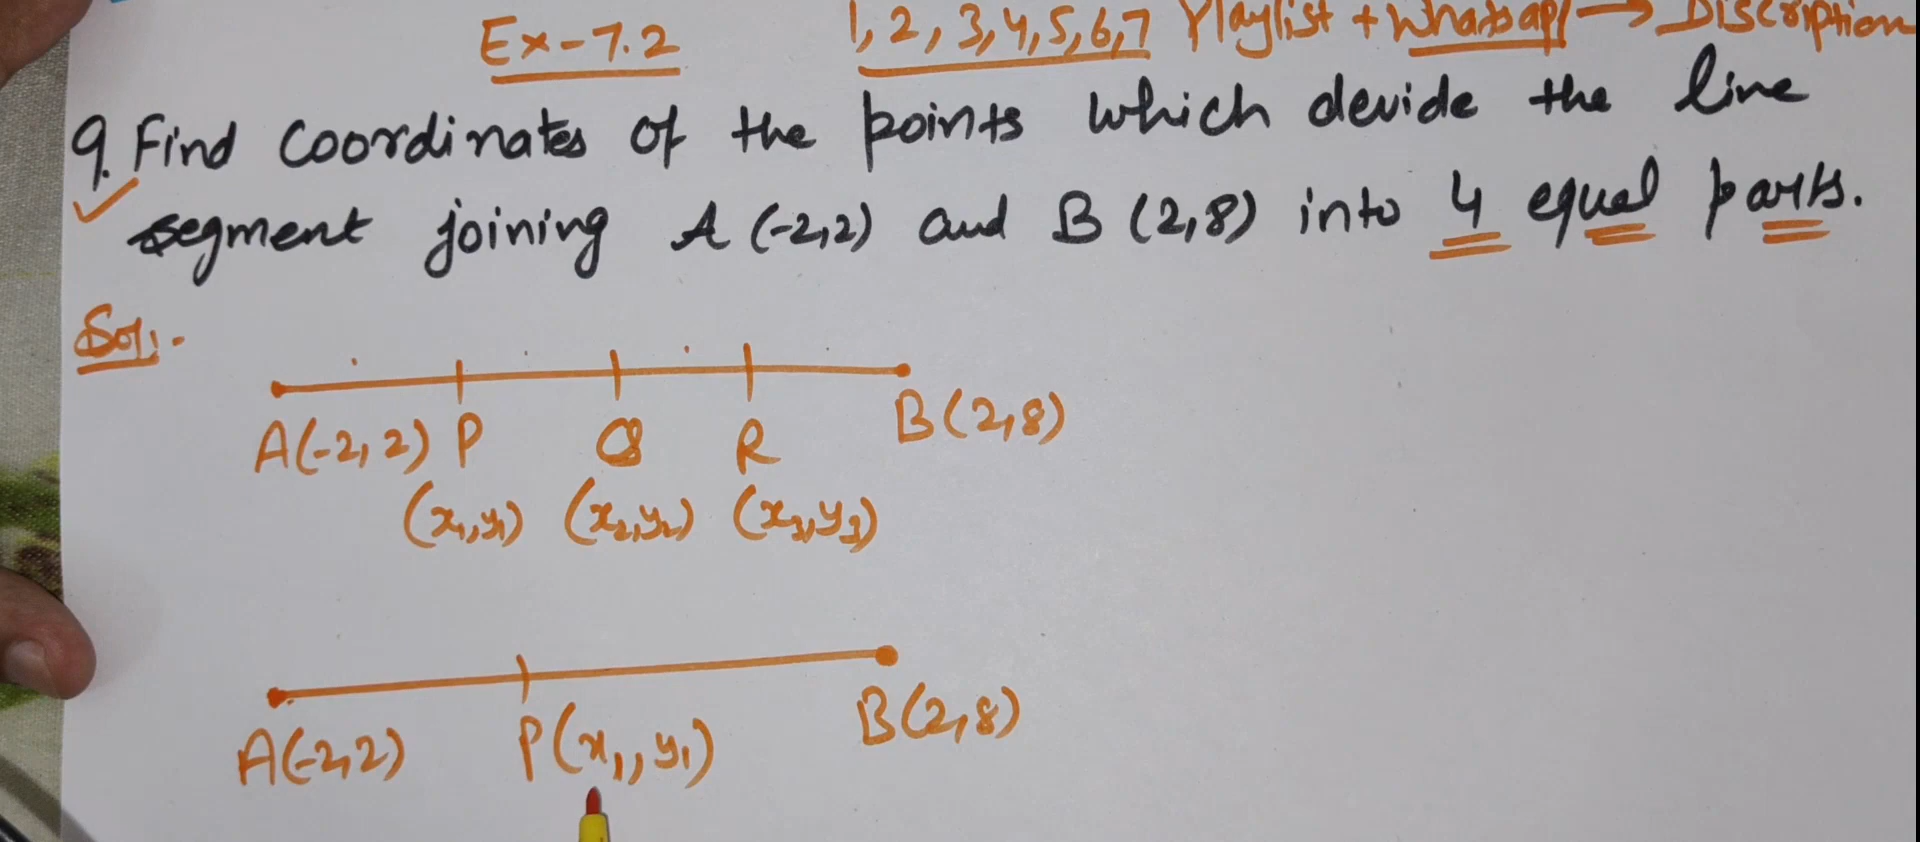 Ex-7.2 1,2,3,4,5,6,7 Playlist + Whatsapp → Discription
9. Find Coordinates of the points which devide the line
segment joining A (-2,2) and B (2,8) into 4 equal parts.
Sol:-
A(-2,2) P Q R B(2,8)
(x₁,y₁) (x₂,y₂) (x₃,y₃)
A(-2,2) P(x₁,y₁) B(2,8)